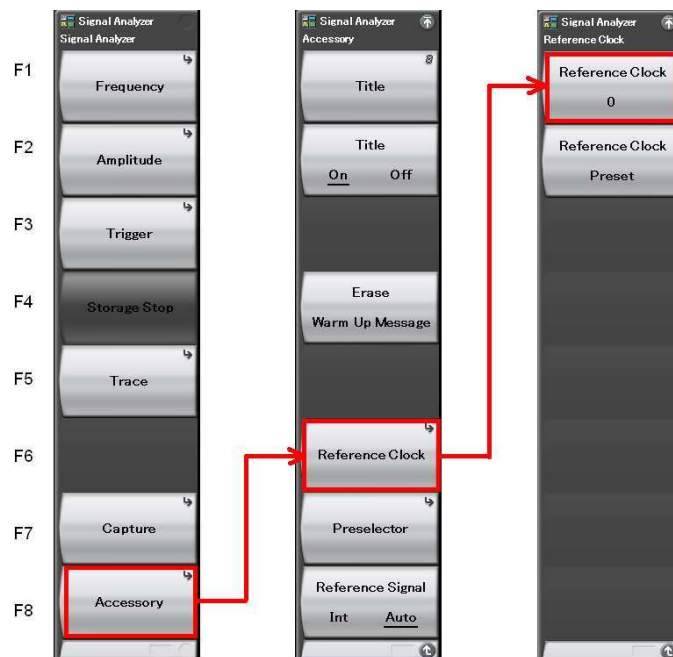 F1
F2
F3
F4
F5
F6
F7
F8
Signal Analyzer
Signal Analyzer
Frequency
Amplitude
Trigger
Storage Stop
Trace
Capture
Accessory
Signal Analyzer
Accessory
Title
Title
On Off
Erase
Warm Up Message
Reference Clock
Preselector
Reference Signal
Int Auto
Signal Analyzer
Reference Clock
Reference Clock
0
Reference Clock
Preset